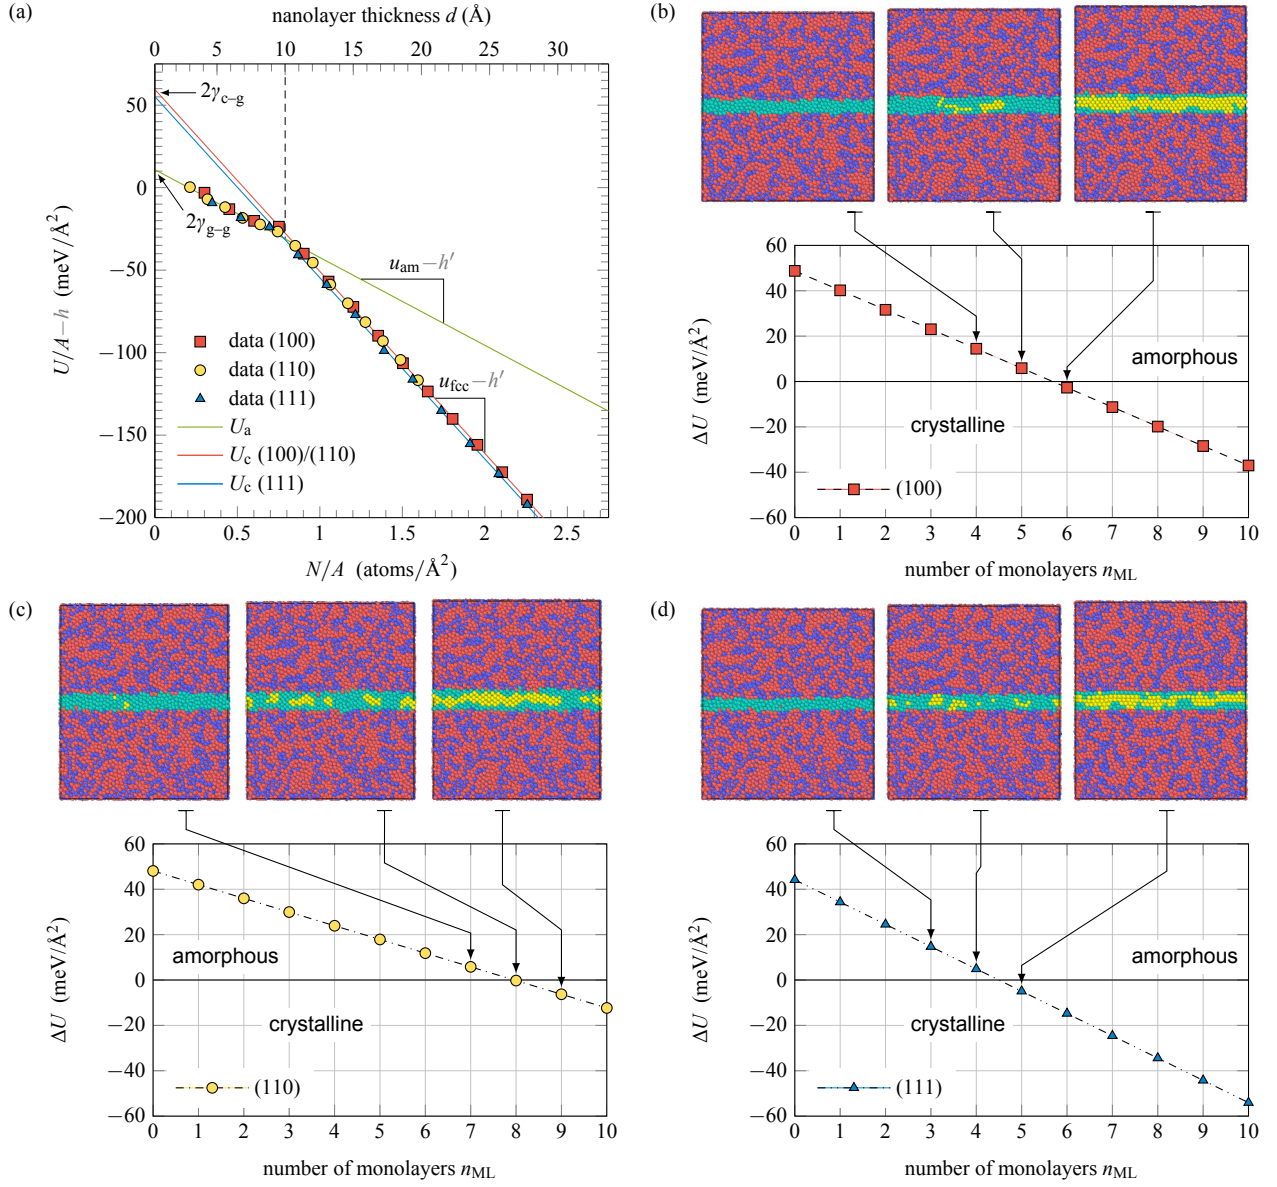 (a)
nanolayer thickness d (Å)
0 5 10 15 20 25 30
2γc–g
2γg–g
uam−h′
ufcc−h′
50
0
−50
−100
−150
−200
U/A−h (meV/Å²)
data (100)
data (110)
data (111)
Ua
Uc (100)/(110)
Uc (111)
0 0.5 1 1.5 2 2.5
N/A (atoms/Å²)
(b)
60
40
20
0
−20
−40
−60
ΔU (meV/Å²)
amorphous
crystalline
(100)
0 1 2 3 4 5 6 7 8 9 10
number of monolayers nML
(c)
60
40
20
0
−20
−40
−60
ΔU (meV/Å²)
amorphous
crystalline
(110)
0 1 2 3 4 5 6 7 8 9 10
number of monolayers nML
(d)
60
40
20
0
−20
−40
−60
ΔU (meV/Å²)
amorphous
crystalline
(111)
0 1 2 3 4 5 6 7 8 9 10
number of monolayers nML